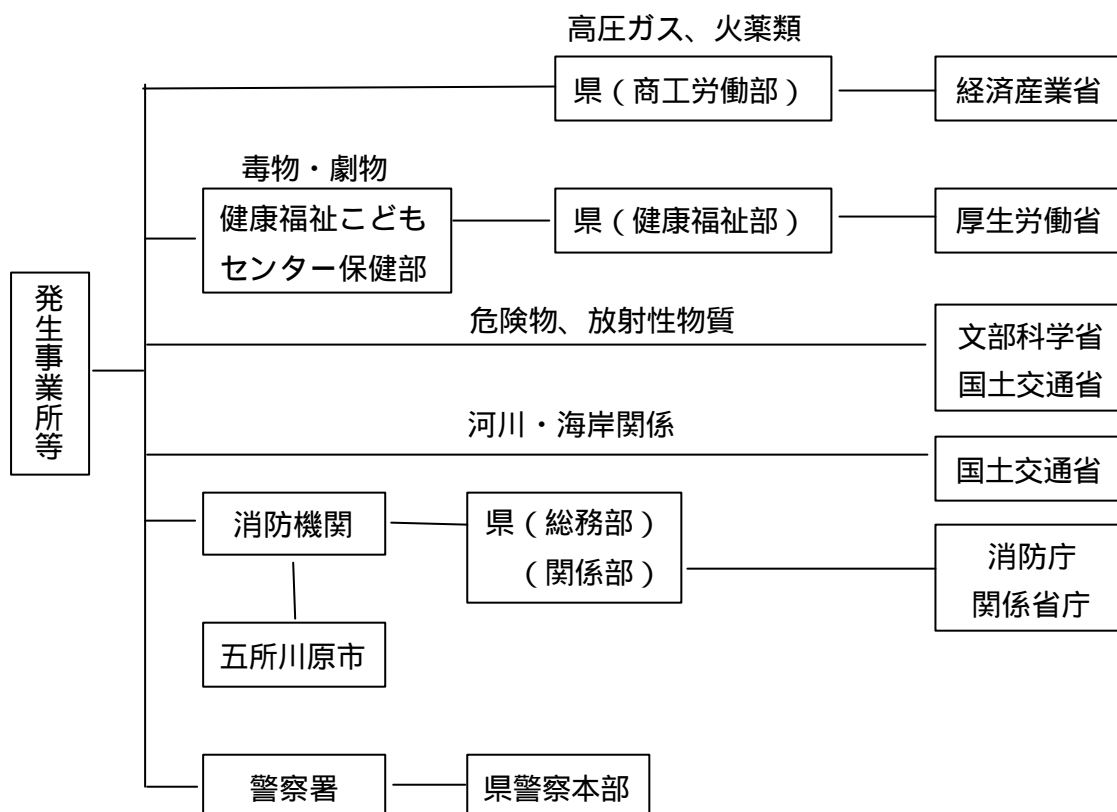 高圧ガス、火薬類
県（商工労働部）
経済産業省
毒物・劇物
健康福祉こども
センター保健部
県（健康福祉部）
厚生労働省
発生事業所等
危険物、放射性物質
文部科学省
国土交通省
河川・海岸関係
国土交通省
消防機関
県（総務部）
（関係部）
消防庁
関係省庁
五所川原市
警察署
県警察本部